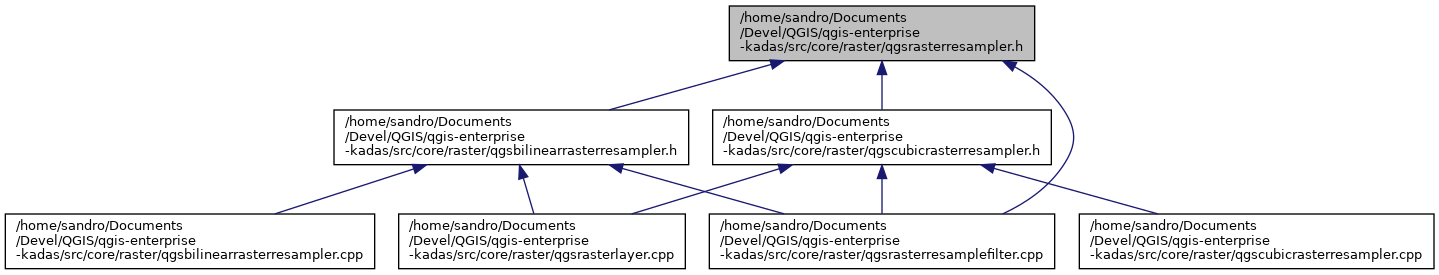 /home/sandro/Documents
/Devel/QGIS/qgis-enterprise
-kadas/src/core/raster/qgsrasterresampler.h
/home/sandro/Documents
/Devel/QGIS/qgis-enterprise
-kadas/src/core/raster/qgsbilinearrasterresampler.h
/home/sandro/Documents
/Devel/QGIS/qgis-enterprise
-kadas/src/core/raster/qgscubicrasterresampler.h
/home/sandro/Documents
/Devel/QGIS/qgis-enterprise
-kadas/src/core/raster/qgsbilinearrasterresampler.cpp
/home/sandro/Documents
/Devel/QGIS/qgis-enterprise
-kadas/src/core/raster/qgsrasterlayer.cpp
/home/sandro/Documents
/Devel/QGIS/qgis-enterprise
-kadas/src/core/raster/qgsrasterresamplefilter.cpp
/home/sandro/Documents
/Devel/QGIS/qgis-enterprise
-kadas/src/core/raster/qgscubicrasterresampler.cpp